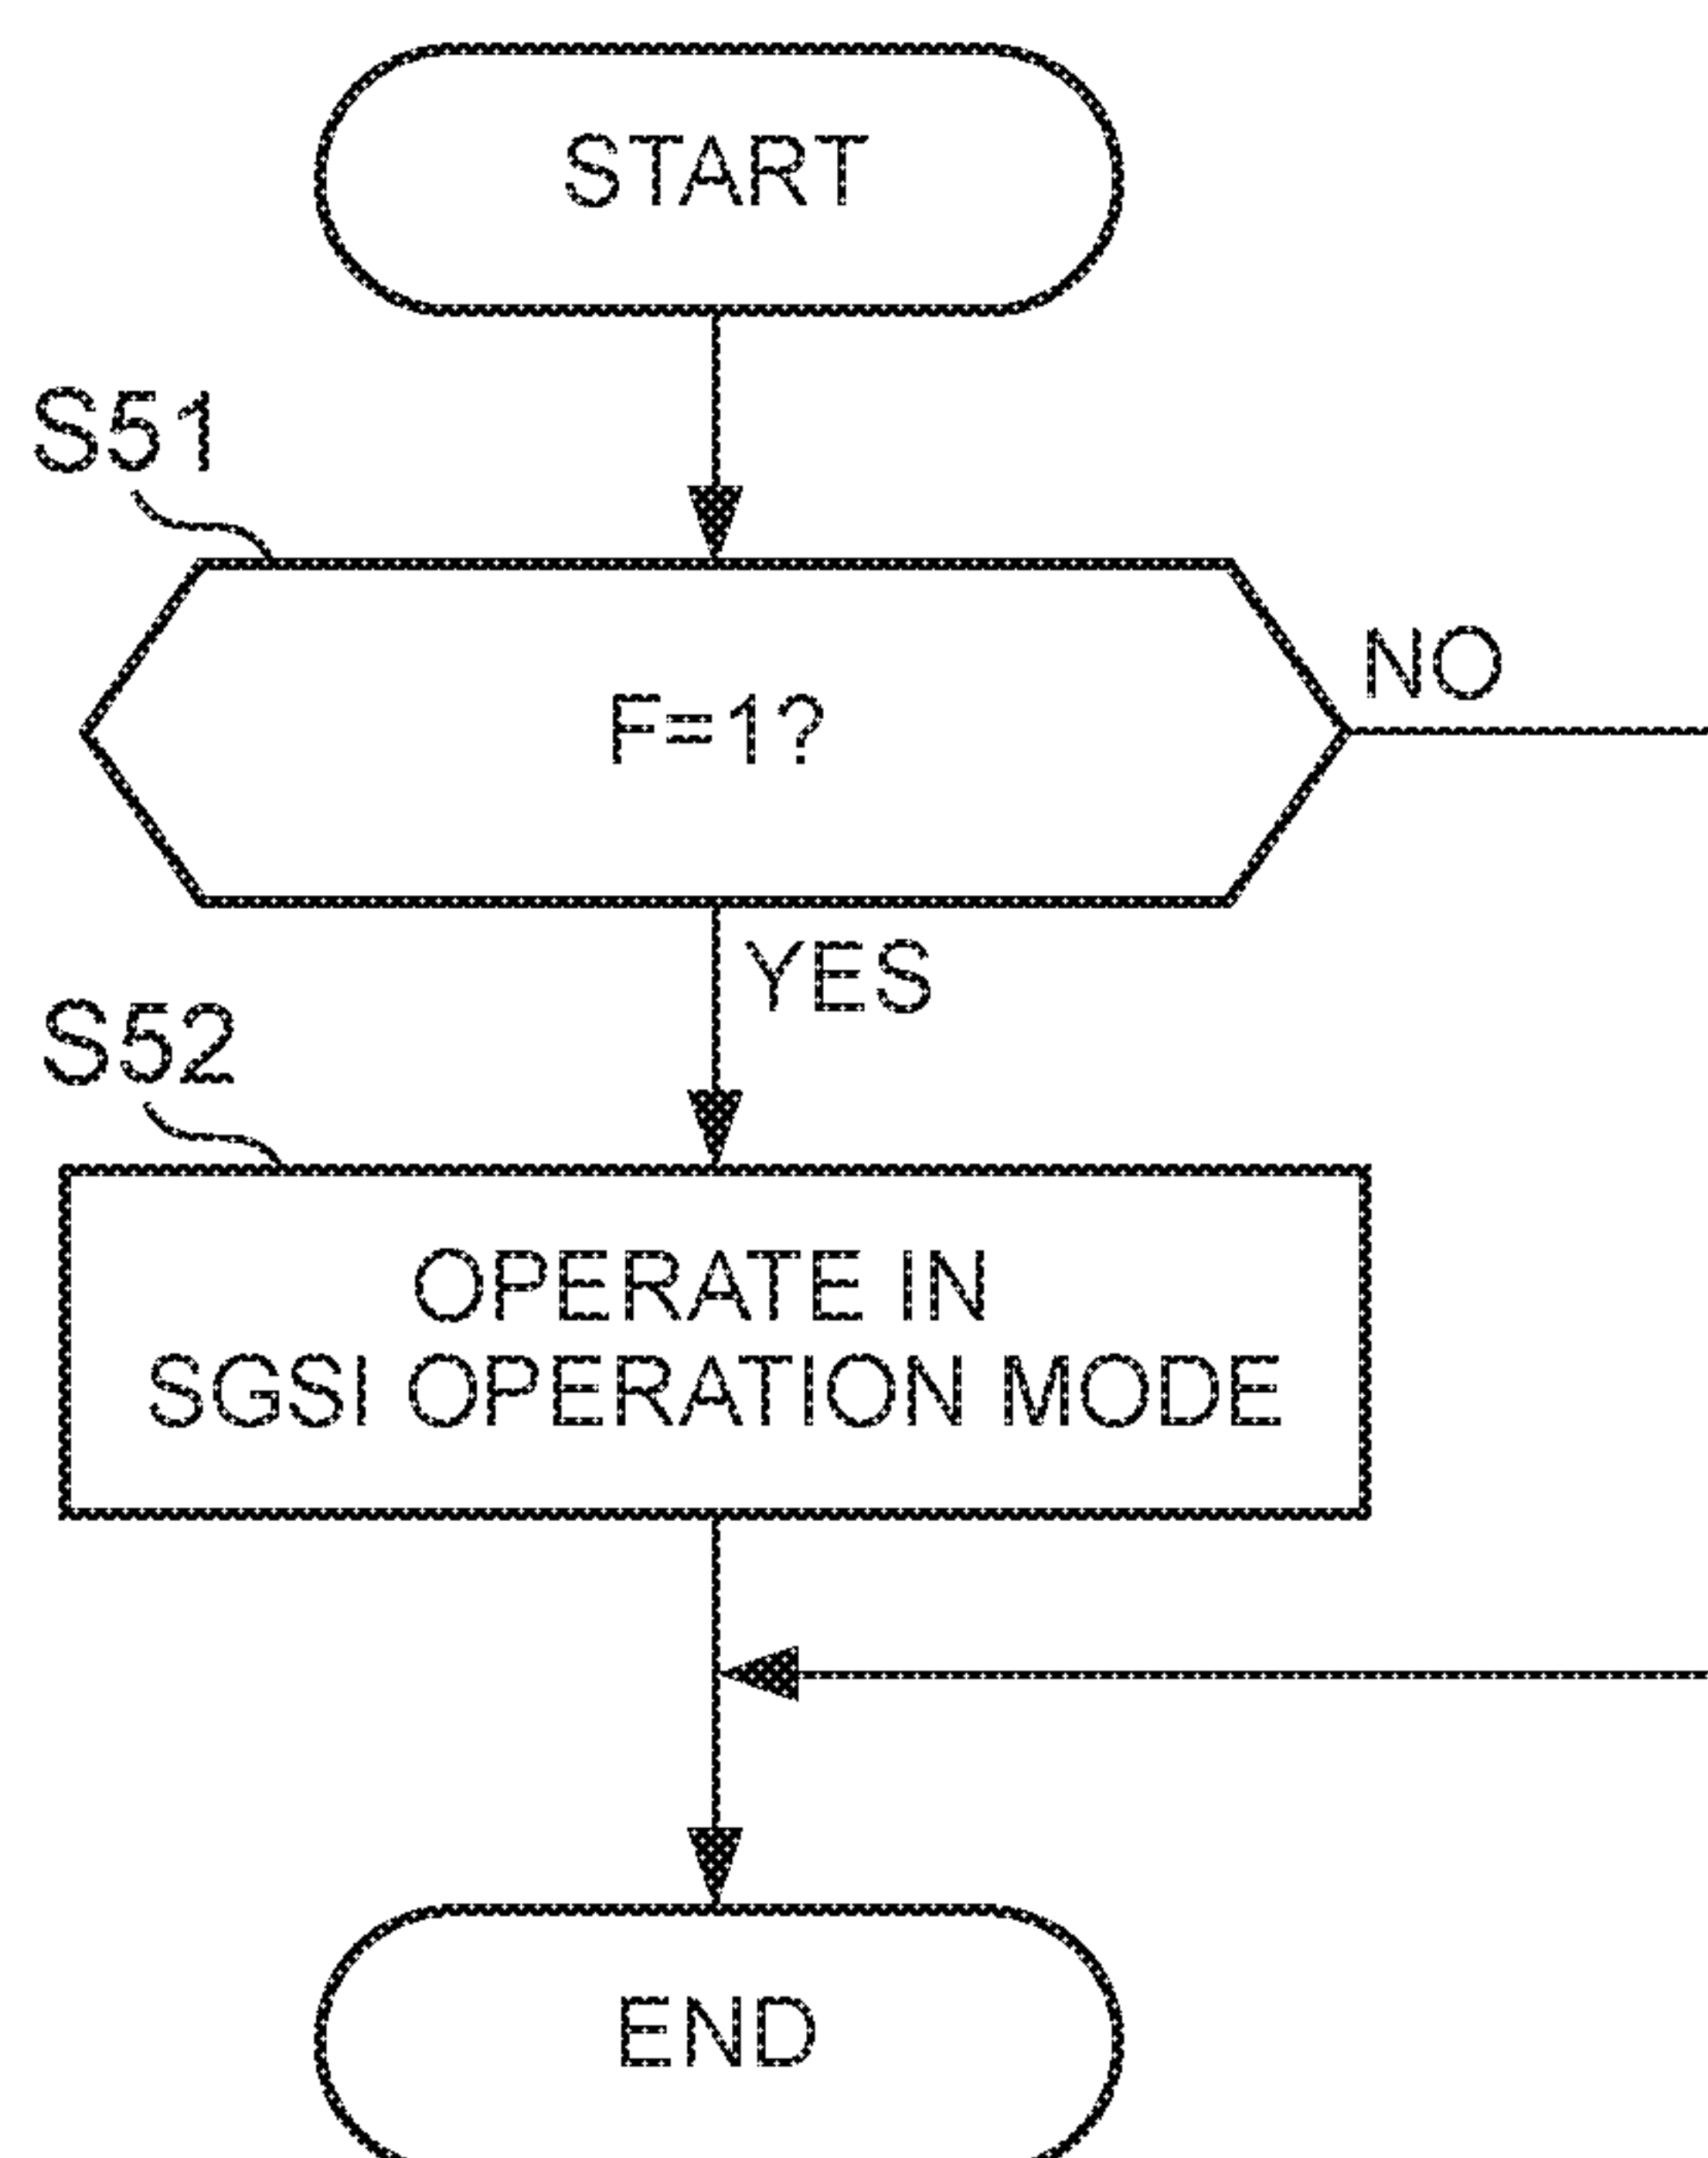 START
S51
F=1?
NO
YES
S52
OPERATE IN
SGSI OPERATION MODE
END